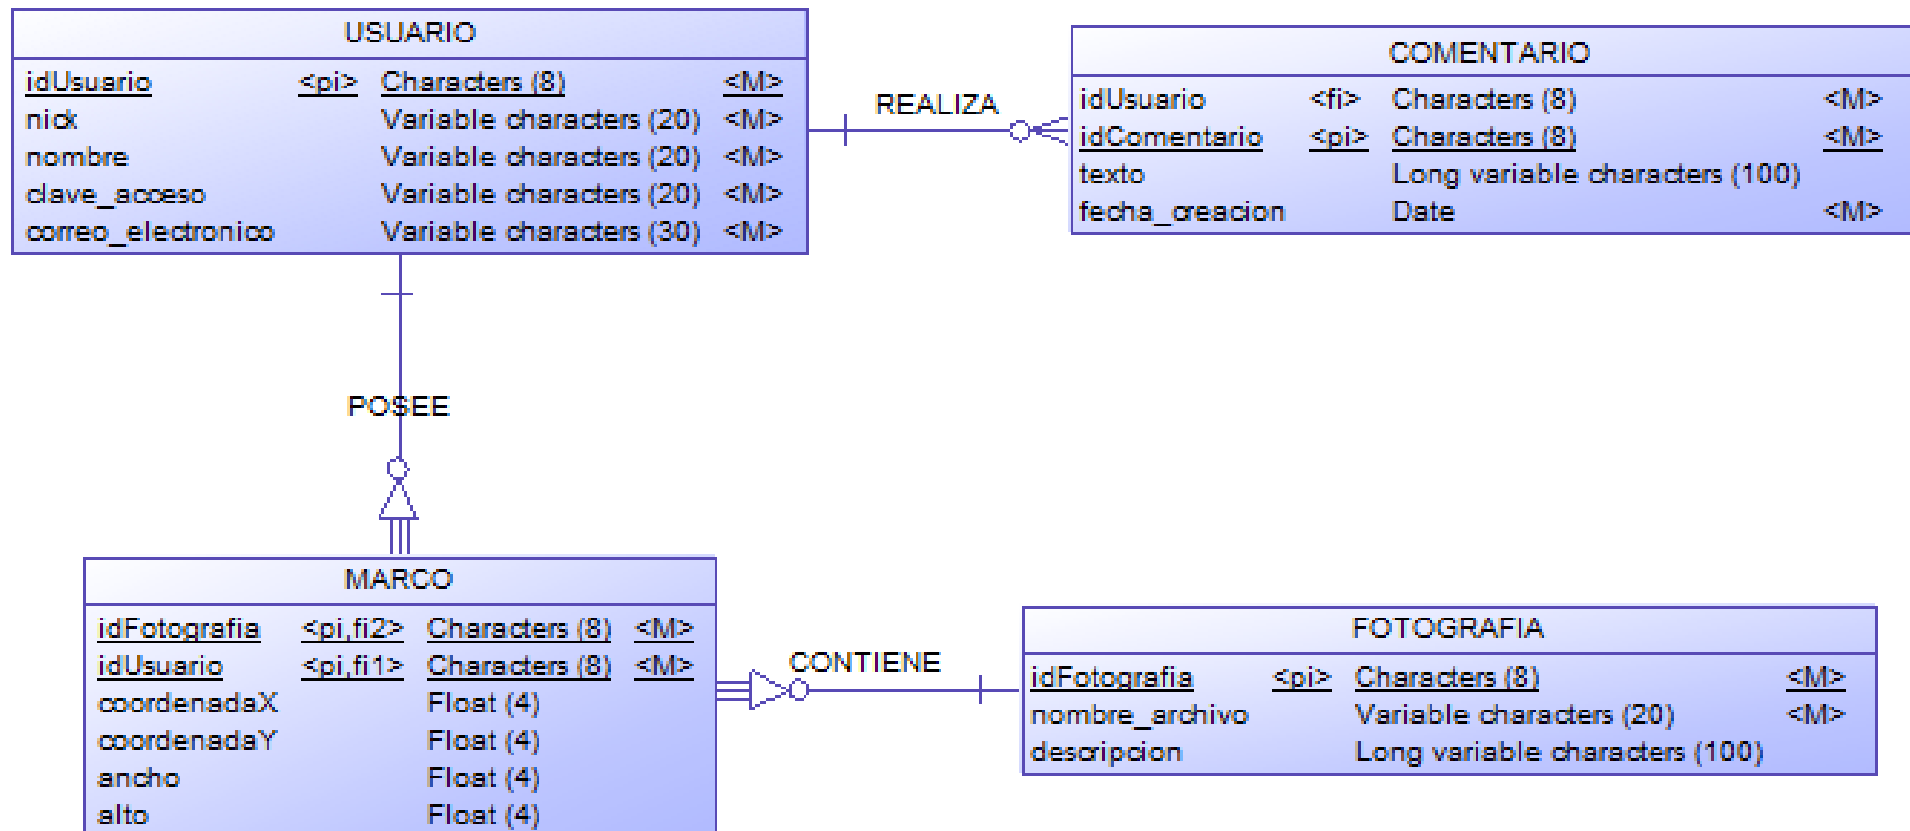 USUARIO
idUsuario <pi> Characters (8) <M>
nick Variable characters (20) <M>
nombre Variable characters (20) <M>
clave_acceso Variable characters (20) <M>
correo_electronico Variable characters (30) <M>
REALIZA
COMENTARIO
idUsuario <fi> Characters (8) <M>
idComentario <pi> Characters (8) <M>
texto Long variable characters (100)
fecha_creacion Date <M>
POSEE
MARCO
idFotografia <pi,fi2> Characters (8) <M>
idUsuario <pi,fi1> Characters (8) <M>
coordenadaX Float (4)
coordenadaY Float (4)
ancho Float (4)
alto Float (4)
CONTIENE
FOTOGRAFIA
idFotografia <pi> Characters (8) <M>
nombre_archivo Variable characters (20) <M>
descripcion Long variable characters (100)